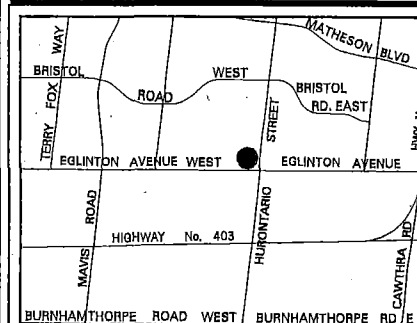 MATHESON BLVD
WAY
BRISTOL
WEST
FOX
ROAD
BRISTOL
RD. EAST
TERRY
STREET
EGLINTON AVENUE WEST
EGLINTON AVENUE
ROAD
HURONTARIO
HIGHWAY No. 403
RD
CAWTHRA
MAVIS
BURNHAMTHORPE ROAD WEST
BURNHAMTHORPE RD E